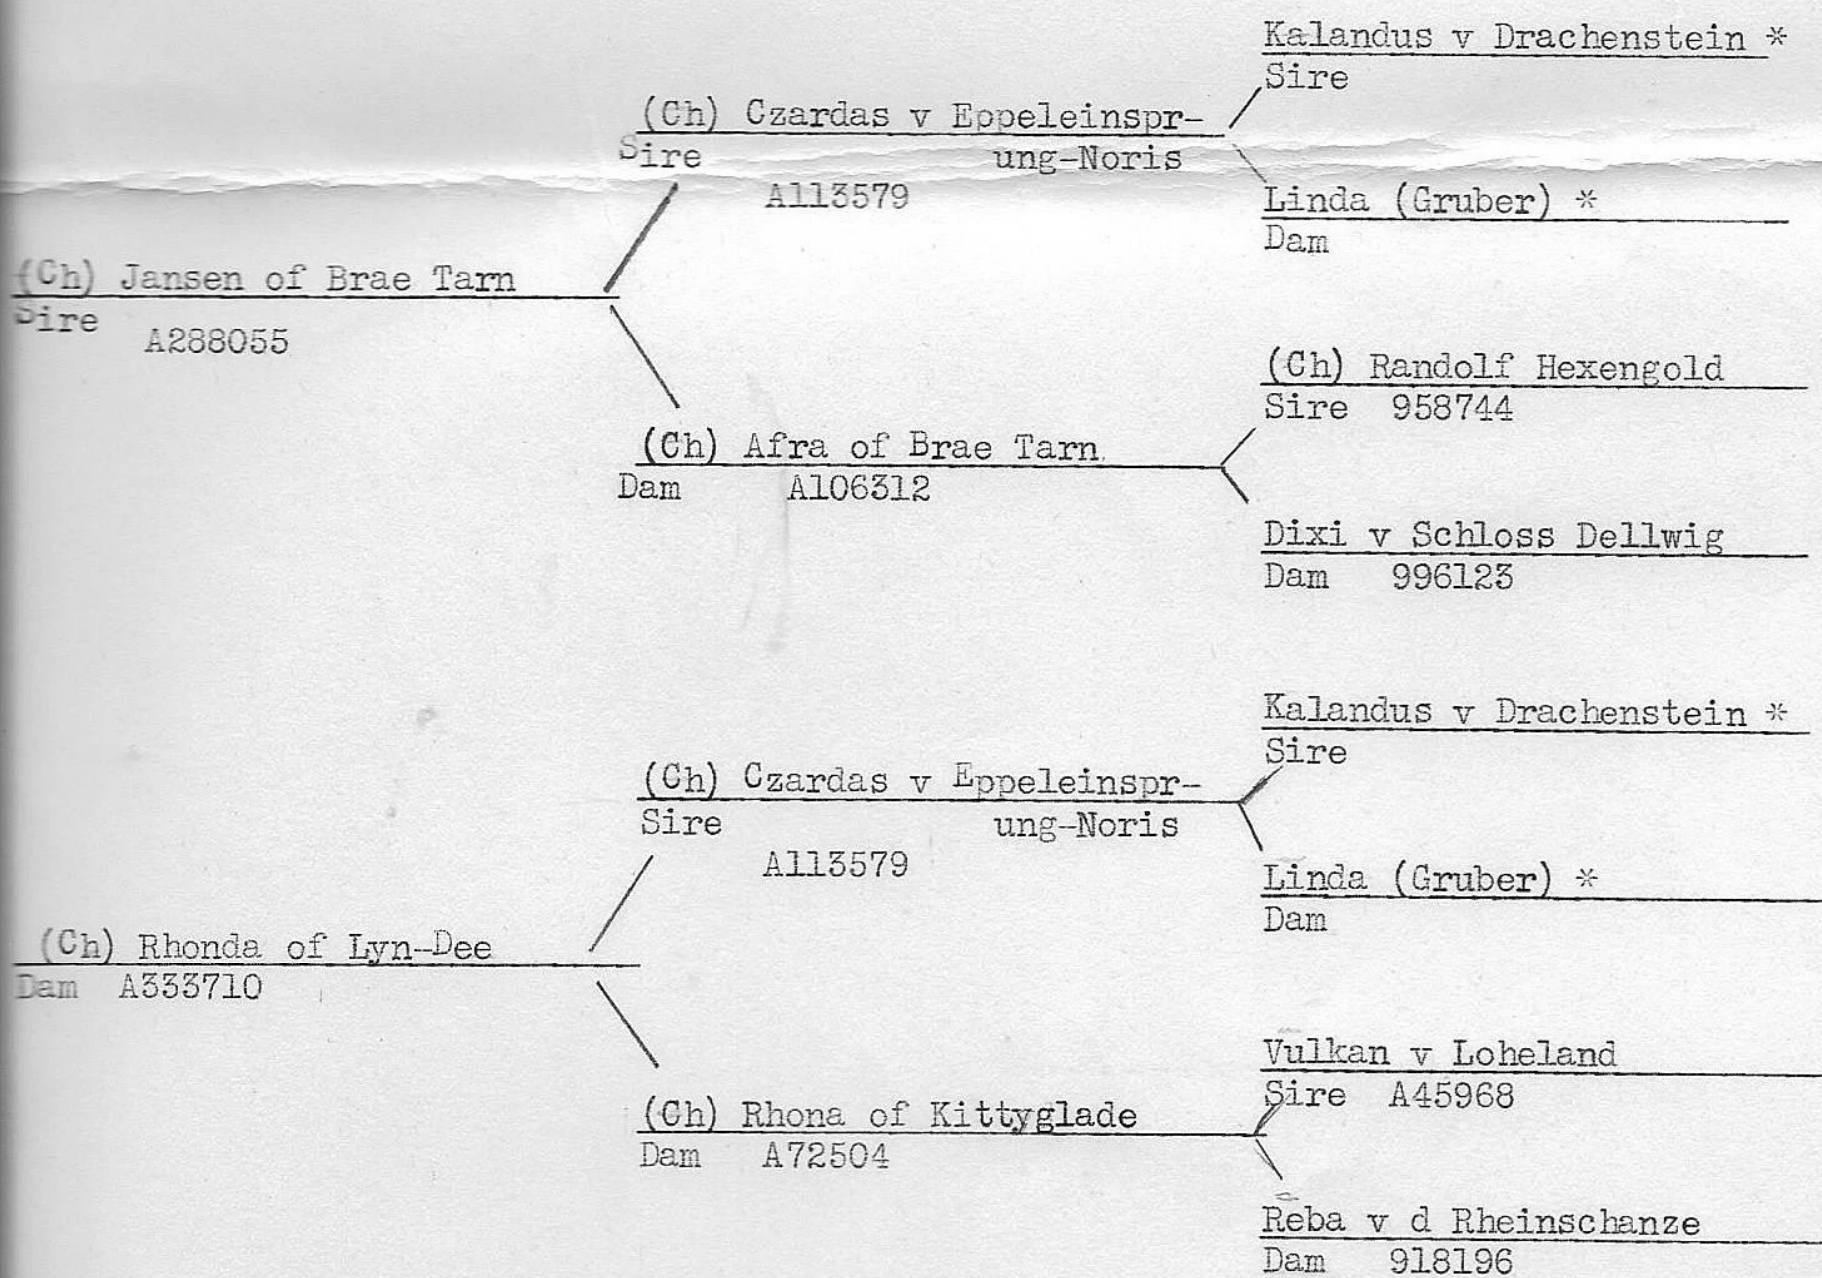 Kalandus v Drachenstein *
Sire
(Ch) Czardas v Eppeleinspr-
Sire ung-Noris
A113579
Linda (Gruber) *
Dam
(Ch) Jansen of Brae Tarn
Sire
A288055
(Ch) Randolf Hexengold
Sire 958744
(Ch) Afra of Brae Tarn
Dam A106312
Dixi v Schloss Dellwig
Dam 996123
Kalandus v Drachenstein *
Sire
(Ch) Czardas v Eppeleinspr-
Sire ung-Noris
A113579
Linda (Gruber) *
Dam
(Ch) Rhonda of Lyn-Dee
Dam A333710
Vulkan v Loheland
Sire A45968
(Ch) Rhona of Kittyglade
Dam A72504
Reba v d Rheinschanze
Dam 918196